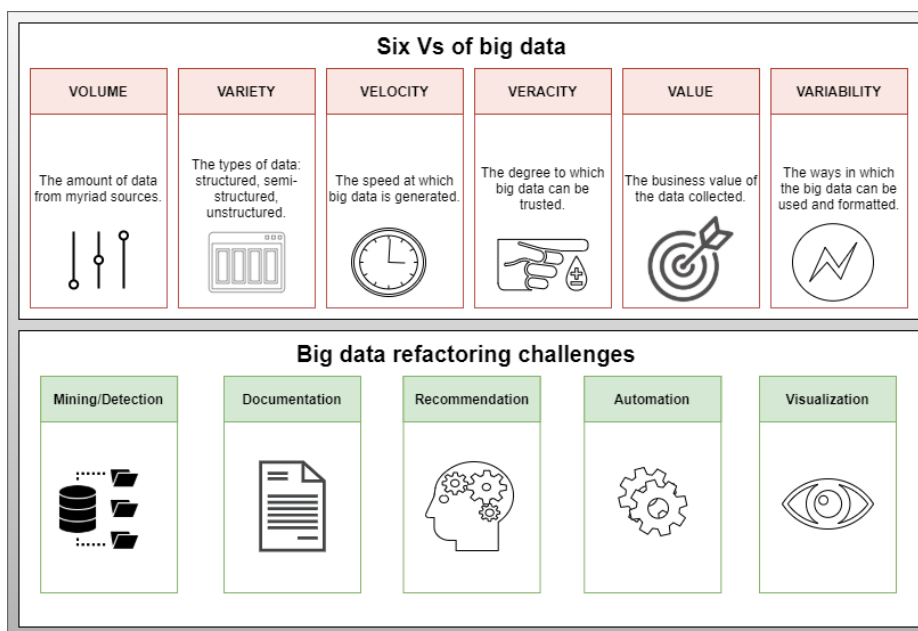 Six Vs of big data
VOLUME
VARIETY
VELOCITY
VERACITY
VALUE
VARIABILITY
The amount of data
from myriad sources.
The types of data:
structured, semi-
structured,
unstructured.
The speed at which
big data is generated.
The degree to which
big data can be
trusted.
The business value of
the data collected.
The ways in which
the big data can be
used and formatted.
Big data refactoring challenges
Mining/Detection
Documentation
Recommendation
Automation
Visualization